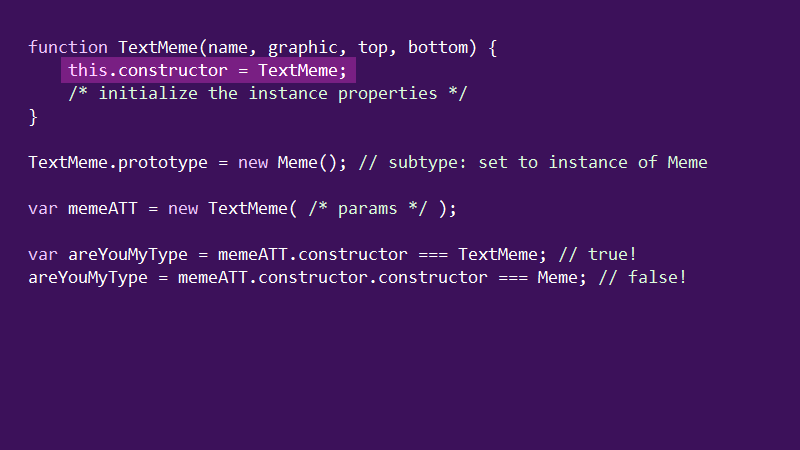 function TextMeme(name, graphic, top, bottom) {
    this.constructor = TextMeme;
    /* initialize the instance properties */
}
TextMeme.prototype = new Meme(); // subtype: set to instance of Meme
var memeATT = new TextMeme( /* params */ );
var areYouMyType = memeATT.constructor === TextMeme; // true!
areYouMyType = memeATT.constructor.constructor === Meme; // false!